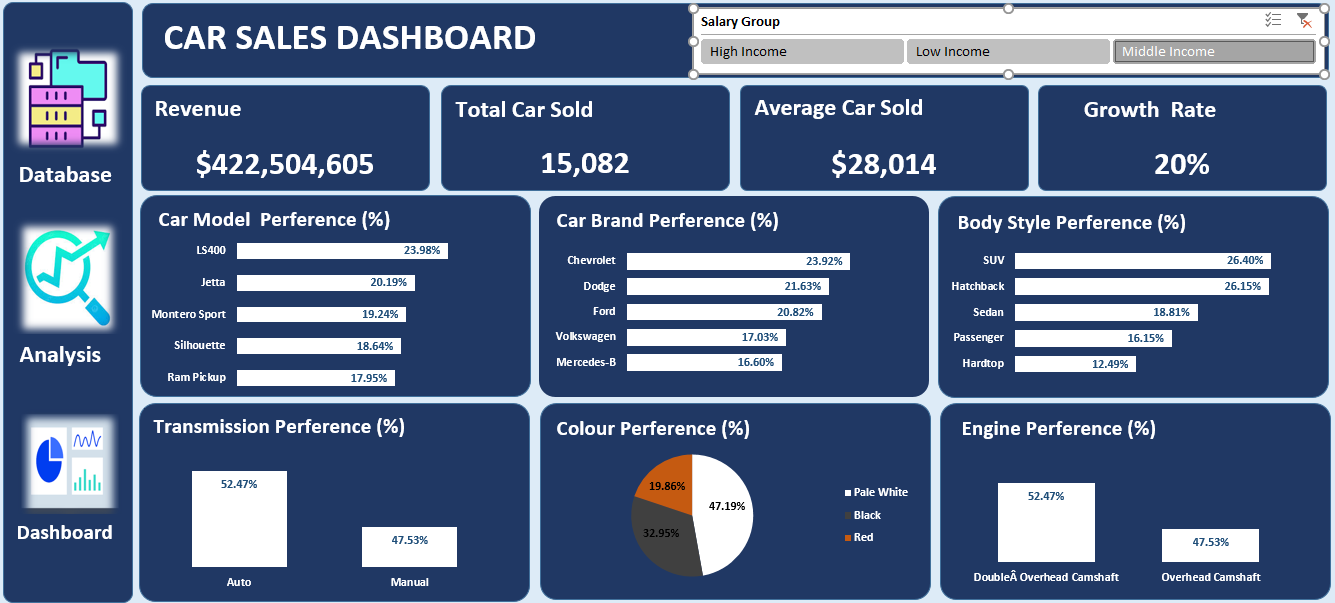 CAR SALES DASHBOARD
Salary Group
High Income
Low Income
Middle Income
Database
Analysis
Dashboard
Revenue
$422,504,605
Total Car Sold
15,082
Average Car Sold
$28,014
Growth  Rate
20%
Car Model  Perference (%)
LS400
23.98%
Jetta
20.19%
Montero Sport
19.24%
Silhouette
18.64%
Ram Pickup
17.95%
Car Brand Perference (%)
Chevrolet
23.92%
Dodge
21.63%
Ford
20.82%
Volkswagen
17.03%
Mercedes-B
16.60%
Body Style Perference (%)
SUV
26.40%
Hatchback
26.15%
Sedan
18.81%
Passenger
16.15%
Hardtop
12.49%
Transmission Perference (%)
52.47%
47.53%
Auto
Manual
Colour Perference (%)
19.86%
47.19%
32.95%
Pale White
Black
Red
Engine Perference (%)
52.47%
47.53%
DoubleÂ Overhead Camshaft
Overhead Camshaft